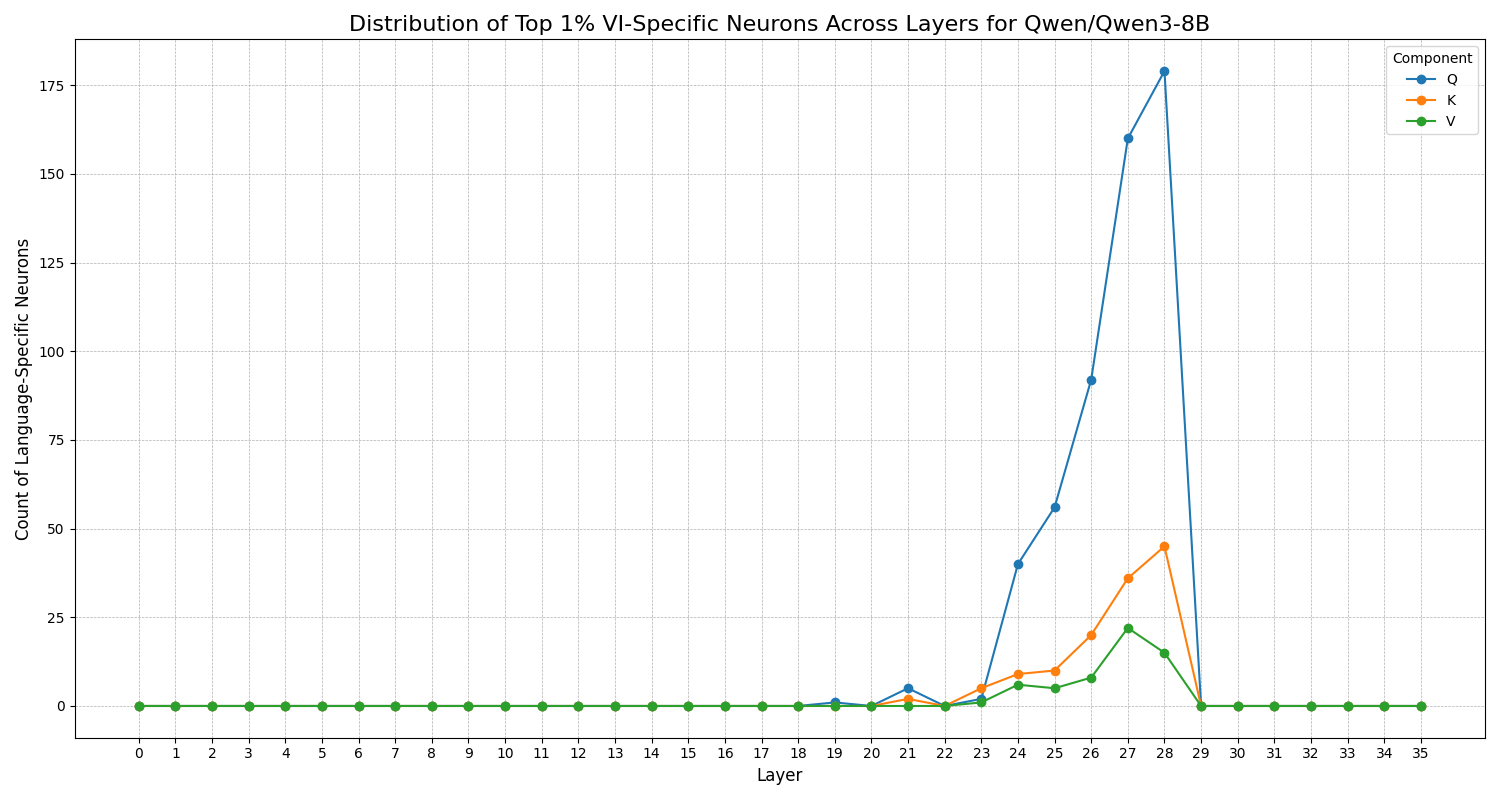 Distribution of Top 1% VI-Specific Neurons Across Layers for Qwen/Qwen3-8B
Component
Q
K
V
Count of Language-Specific Neurons
175
150
125
100
75
50
25
0
0 1 2 3 4 5 6 7 8 9 10 11 12 13 14 15 16 17 18 19 20 21 22 23 24 25 26 27 28 29 30 31 32 33 34 35
Layer